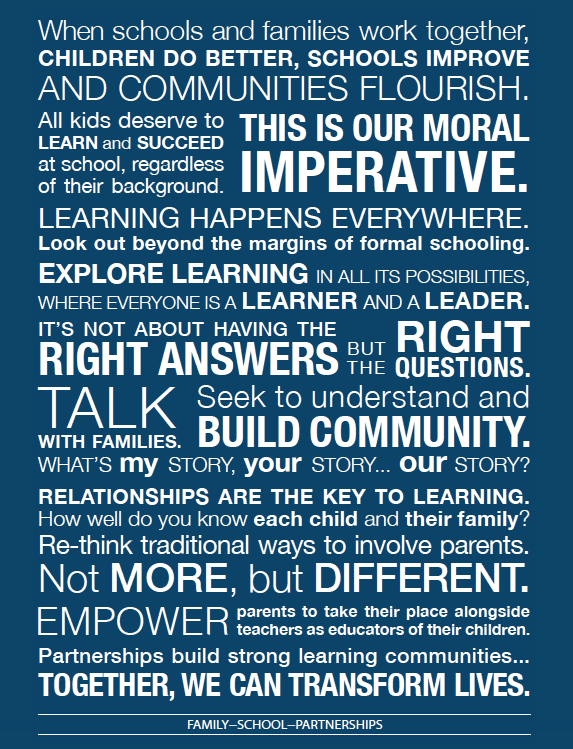 When schools and families work together,
CHILDREN DO BETTER, SCHOOLS IMPROVE
AND COMMUNITIES FLOURISH.
All kids deserve to
LEARN and SUCCEED
at school, regardless
of their background.
THIS IS OUR MORAL
IMPERATIVE.
LEARNING HAPPENS EVERYWHERE.
Look out beyond the margins of formal schooling.
EXPLORE LEARNING IN ALL ITS POSSIBILITIES,
WHERE EVERYONE IS A LEARNER AND A LEADER.
IT'S NOT ABOUT HAVING THE
RIGHT ANSWERS
BUT
THE
RIGHT
QUESTIONS.
TALK
WITH FAMILIES.
Seek to understand and
BUILD COMMUNITY.
WHAT'S my STORY, your STORY... our STORY?
RELATIONSHIPS ARE THE KEY TO LEARNING.
How well do you know each child and their family?
Re-think traditional ways to involve parents.
Not MORE, but DIFFERENT.
EMPOWER
parents to take their place alongside
teachers as educators of their children.
Partnerships build strong learning communities...
TOGETHER, WE CAN TRANSFORM LIVES.
FAMILY–SCHOOL–PARTNERSHIPS